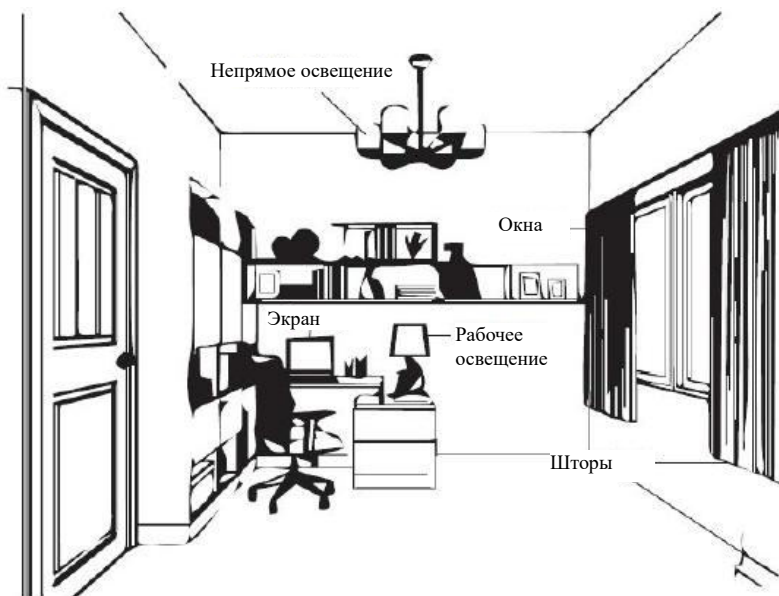 Непрямое освещение
Окна
Экран
Рабочее
освещение
Шторы